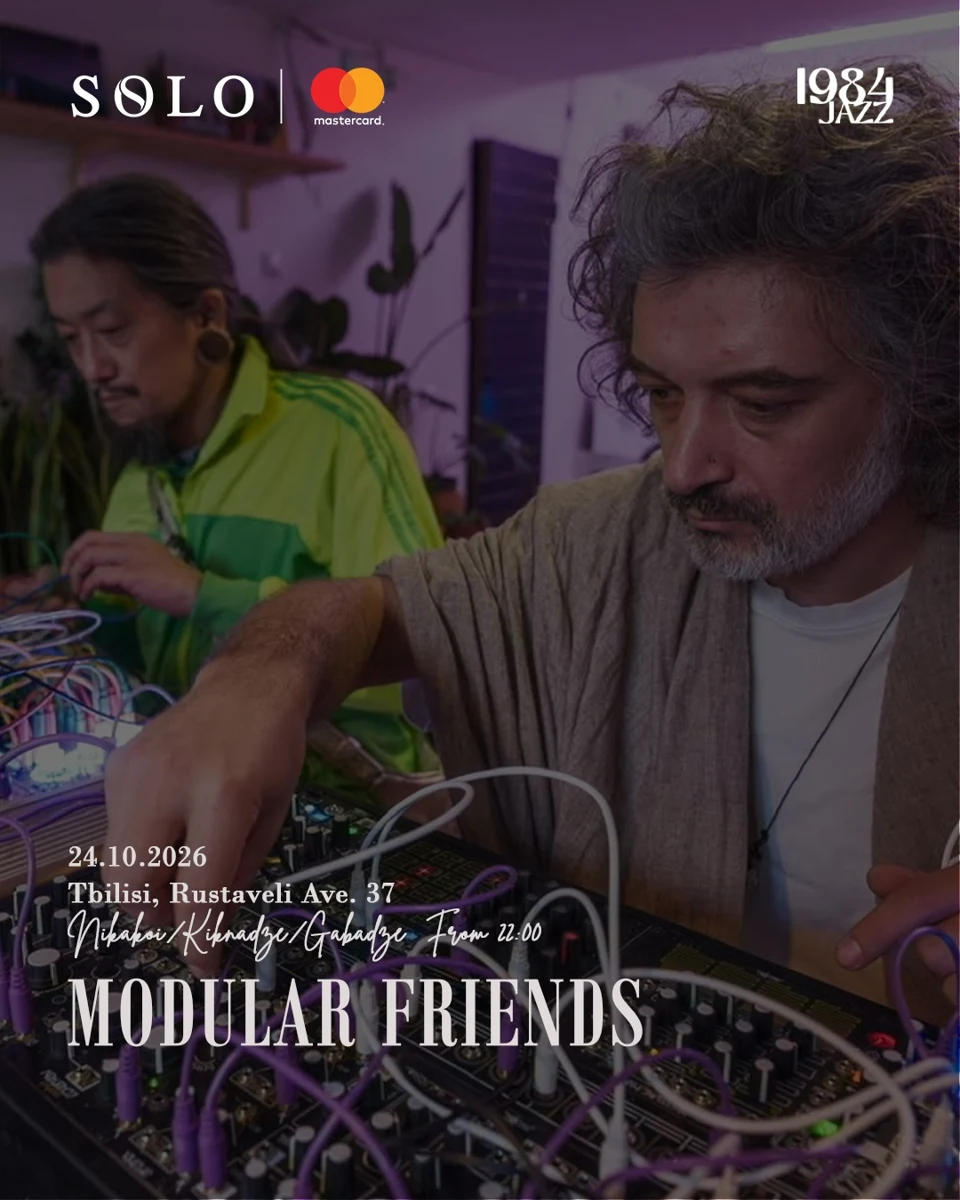 SOLO
mastercard.
1984
JAZZ
24.10.2026
Tbilisi, Rustaveli Ave. 37
Nikakoi/Kiknadze/Gabadze From 22:00
MODULAR FRIENDS